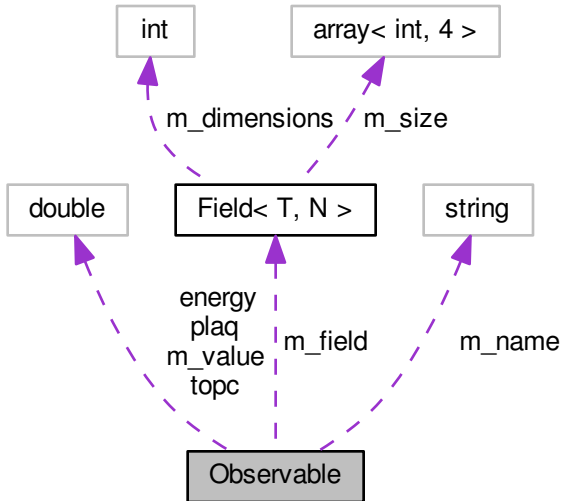 int
array< int, 4 >
m_dimensions
m_size
double
Field< T, N >
string
energy
plaq
m_value
topc
m_field
m_name
Observable